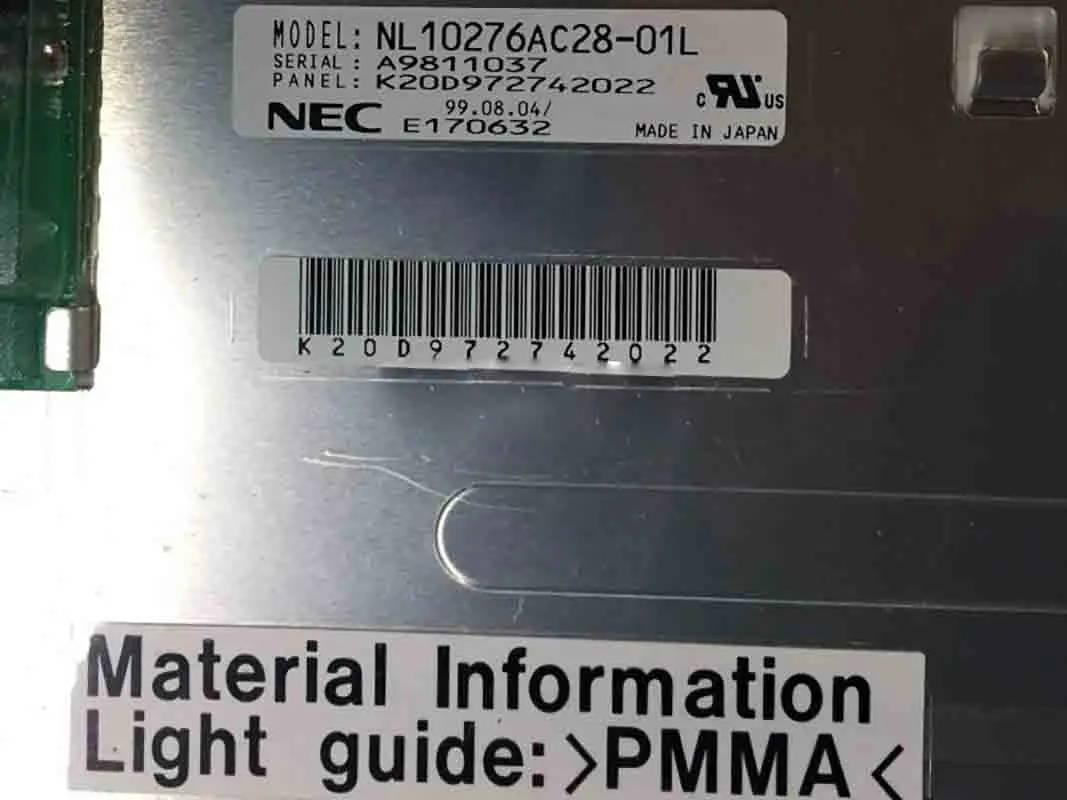 MODEL: NL10276AC28-01L
SERIAL: A9811037
PANEL: K20D972742022
99.08.04/
NEC E170632 c RU US MADE IN JAPAN
K20D972742022
Material Information
Light guide:>PMMA<